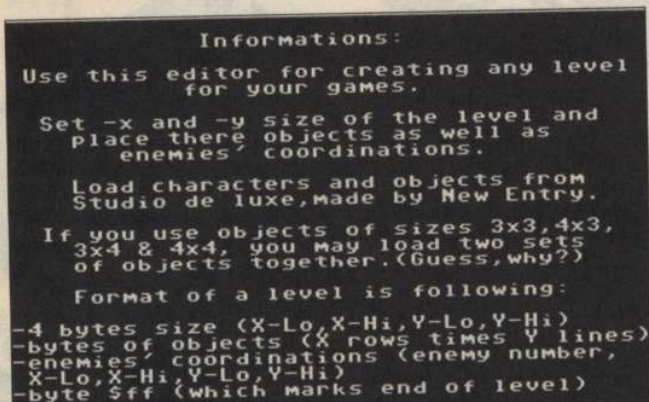 Informations:
Use this editor for creating any level
for your games.
Set -x and -y size of the level and
place there objects as well as
enemies' coordinations.
Load characters and objects from
Studio de luxe,made by New Entry.
If you use objects of sizes 3x3,4x3,
3x4 & 4x4, you may load two sets
of objects together.(Guess,why?)
Format of a level is following:
-4 bytes size (X-Lo,X-Hi,Y-Lo,Y-Hi)
-bytes of objects (X rows times Y lines)
-enemies' coordinations (enemy number,
X-Lo,X-Hi,Y-Lo,Y-Hi)
-byte $ff (which marks end of level)